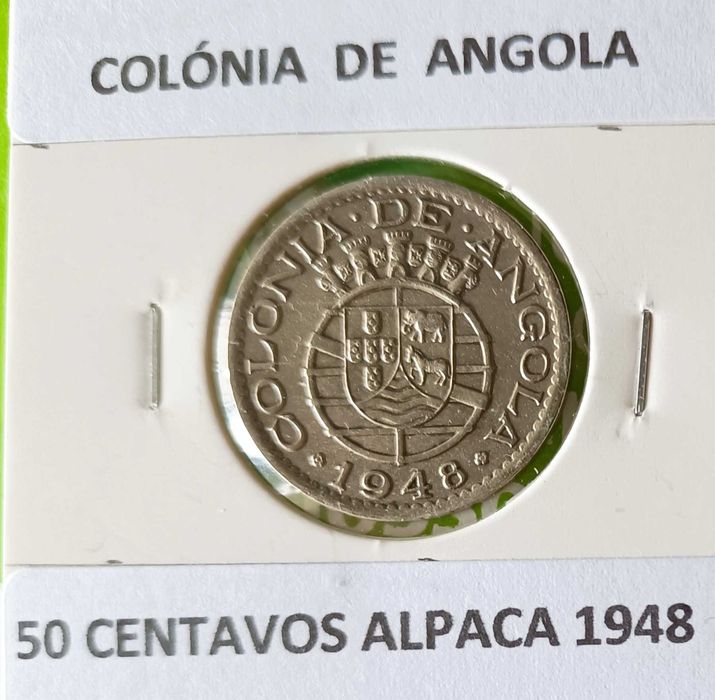 COLÓNIA DE ANGOLA
COLONIA · DE · ANGOLA
1948
50 CENTAVOS ALPACA 1948